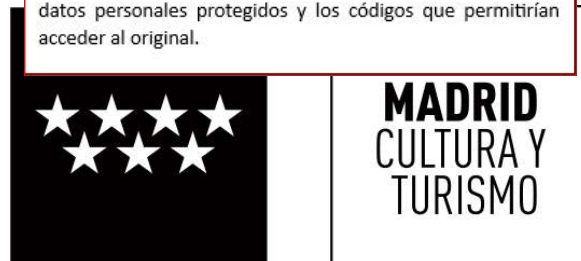 datos personales protegidos y los códigos que permitirían
acceder al original.
MADRID
CULTURA Y
TURISMO